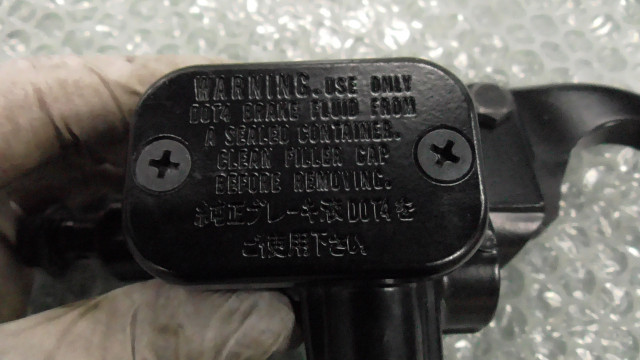 WARNING. USE ONLY
DOT4 BRAKE FLUID FROM
A SEALED CONTAINER.
CLEAN FILLER CAP
BEFORE REMOVING.
純正ブレーキ液DOT4を
ご使用下さい